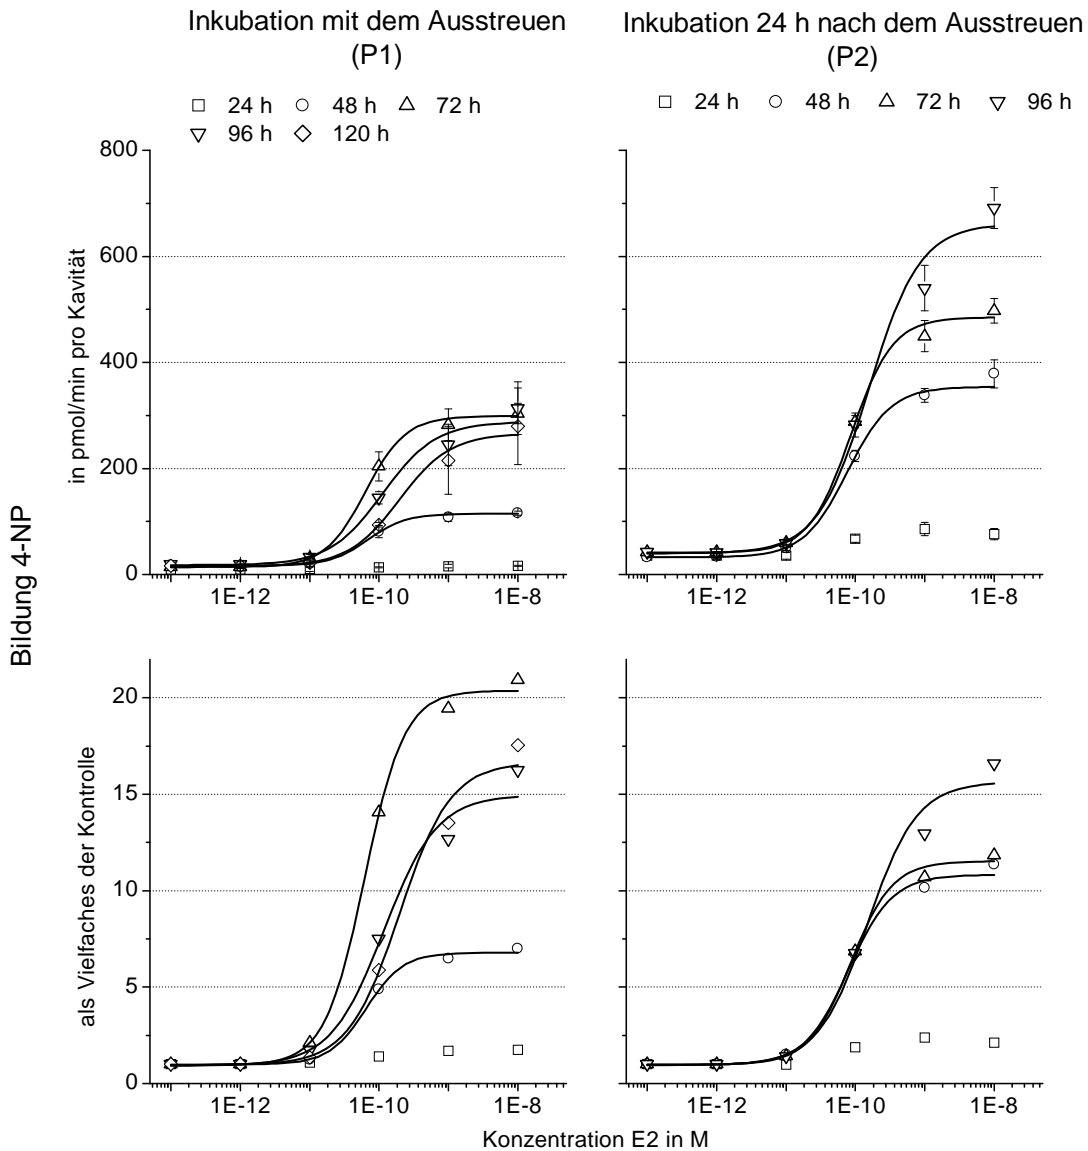 Inkubation mit dem Ausstreuen
(P1)
24 h 48 h 72 h
96 h 120 h
Inkubation 24 h nach dem Ausstreuen
(P2)
24 h 48 h 72 h 96 h
Bildung 4-NP
in pmol/min pro Kavität
800
600
400
200
0
1E-12 1E-10 1E-8
1E-12 1E-10 1E-8
als Vielfaches der Kontrolle
20
15
10
5
0
1E-12 1E-10 1E-8
1E-12 1E-10 1E-8
Konzentration E2 in M